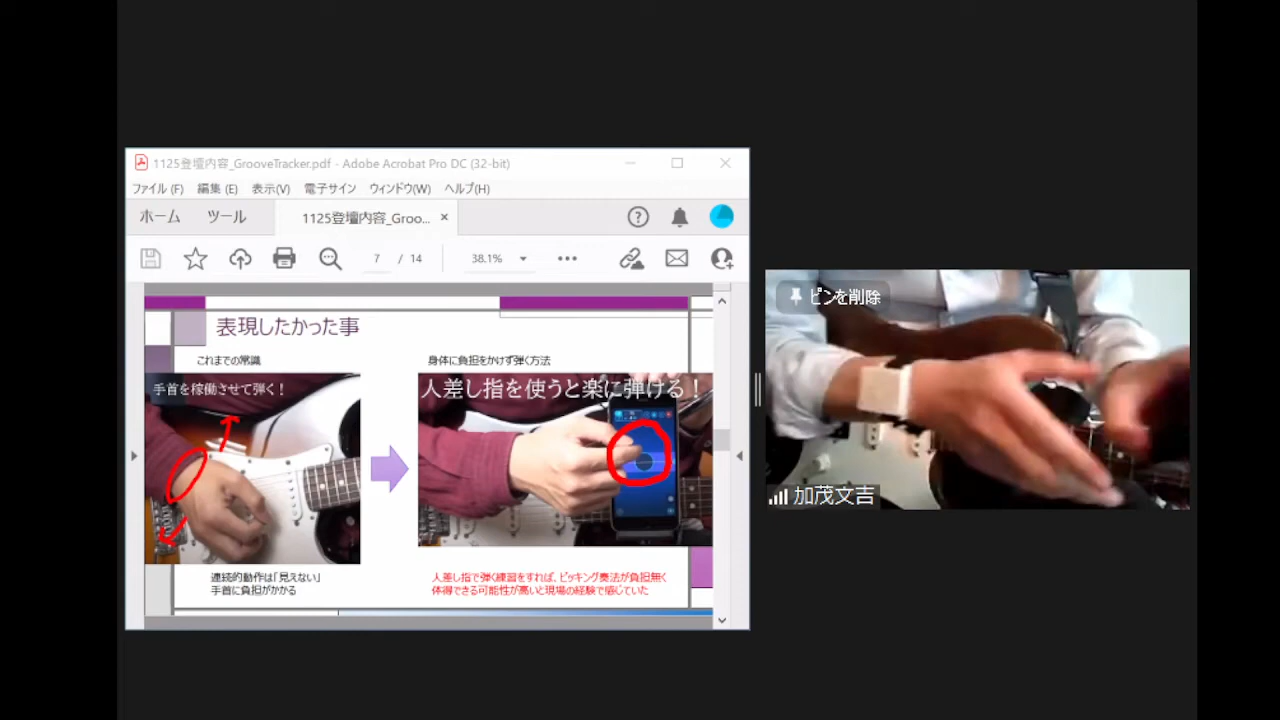 1125登壇内容_GrooveTracker.pdf - Adobe Acrobat Pro DC (32-bit)
ファイル(F) 編集(E) 表示(V) 電子サイン ウィンドウ(W) ヘルプ(H)
ホーム ツール 1125登壇内容_Groo... ×
7 / 14 38.1%
表現したかった事
これまでの常識
身体に負担をかけず弾く方法
手首を稼働させて弾く！
人差し指を使うと楽に弾ける！
連続的動作は「見えない」
手首に負担がかかる
人差し指で弾く練習をすれば、ピッキング奏法が負担無く
体得できる可能性が高いと現場の経験で感じていた
ピンを削除
加茂文吉